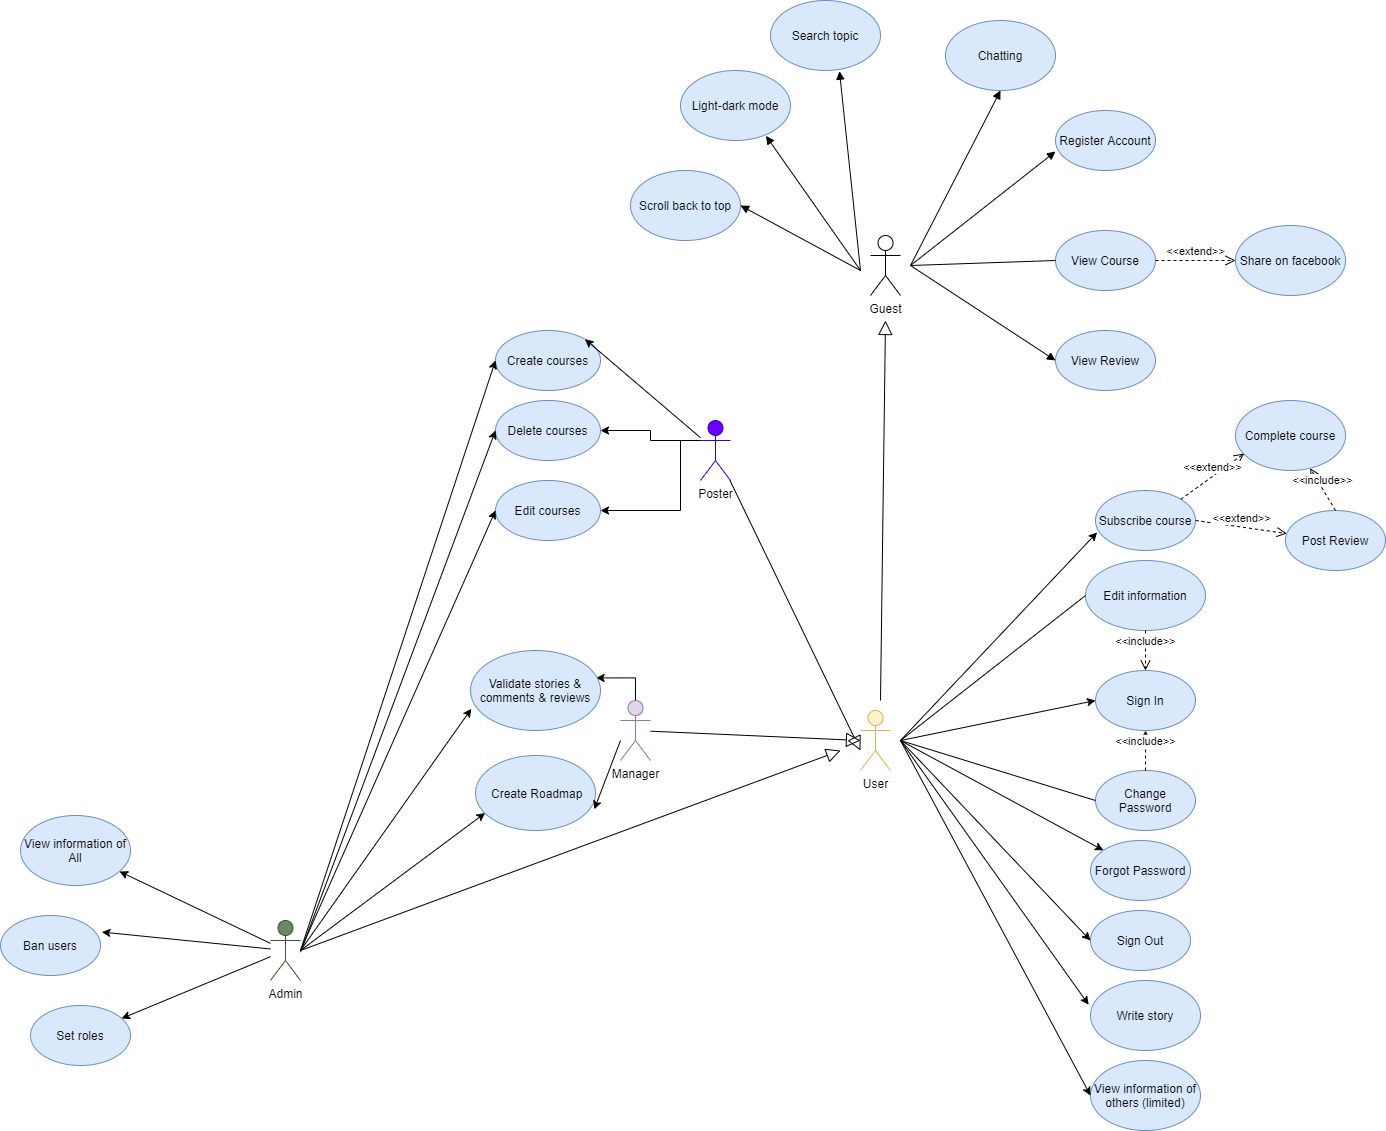 Search topic
Chatting
Light-dark mode
Register Account
Scroll back to top
View Course
<<extend>>
Share on facebook
Guest
View Review
Create courses
Delete courses
Edit courses
Poster
Complete course
<<extend>>
<<include>>
Subscribe course
<<extend>>
Post Review
Edit information
<<include>>
Sign In
<<include>>
Change
Password
Validate stories &
comments & reviews
Manager
Create Roadmap
User
Forgot Password
Sign Out
Write story
View information of
others (limited)
View information of
All
Ban users
Admin
Set roles